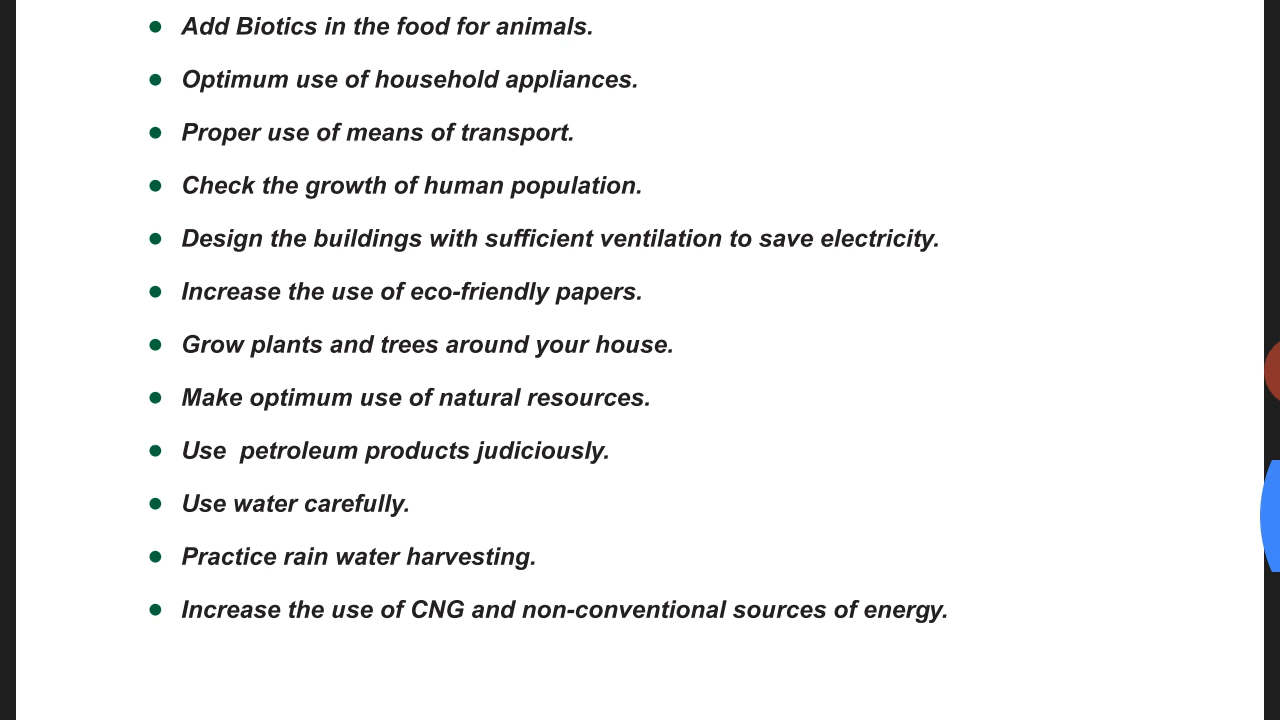 ● Add Biotics in the food for animals.
● Optimum use of household appliances.
● Proper use of means of transport.
● Check the growth of human population.
● Design the buildings with sufficient ventilation to save electricity.
● Increase the use of eco-friendly papers.
● Grow plants and trees around your house.
● Make optimum use of natural resources.
● Use  petroleum products judiciously.
● Use water carefully.
● Practice rain water harvesting.
● Increase the use of CNG and non-conventional sources of energy.